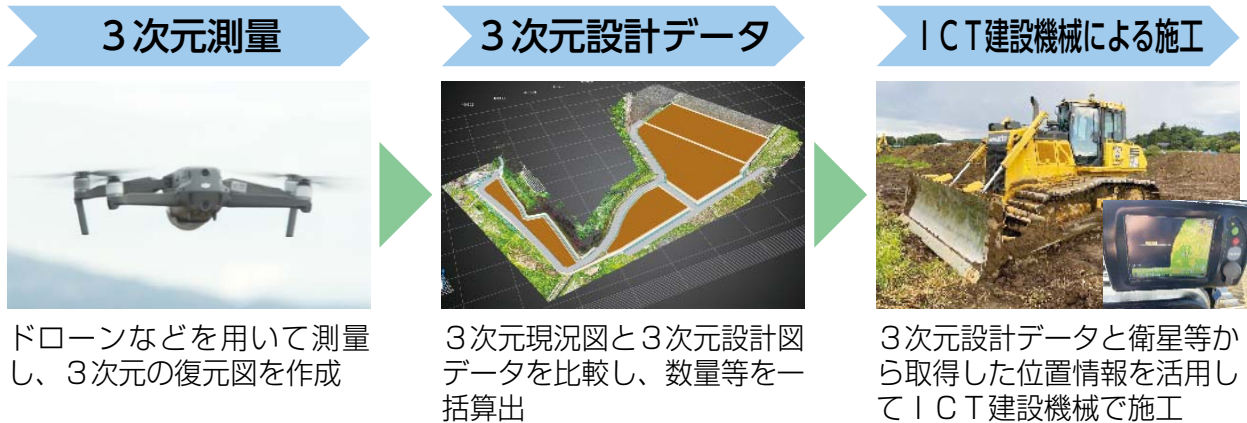 ３次元測量
３次元設計データ
ＩＣＴ建設機械による施工
ドローンなどを用いて測量
し、３次元の復元図を作成
３次元現況図と３次元設計図
データを比較し、数量等を一
括算出
３次元設計データと衛星等か
ら取得した位置情報を活用し
てＩＣＴ建設機械で施工